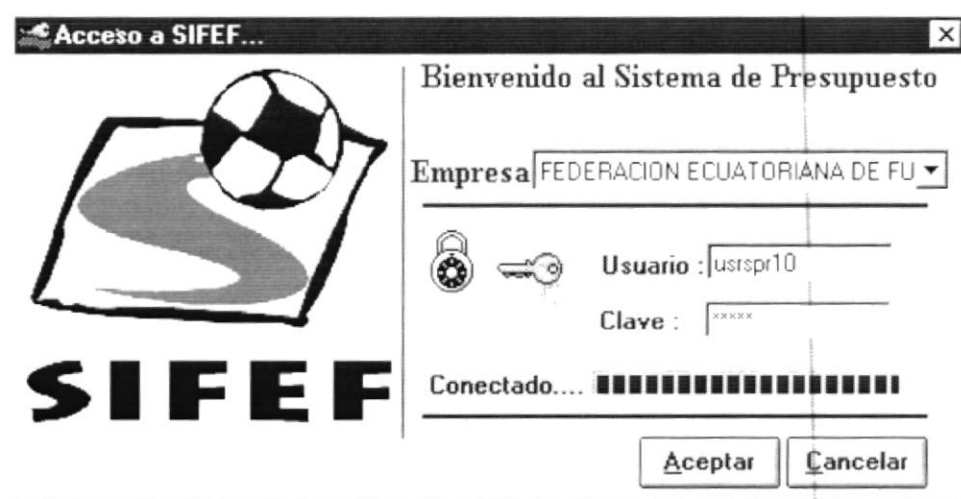 Acceso a SIFEF...
Bienvenido al Sistema de Presupuesto
Empresa FEDERACION ECUATORIANA DE FU
Usuario : usrspr10
Clave : xxxxx
SIFEF
Conectado....
Aceptar Cancelar